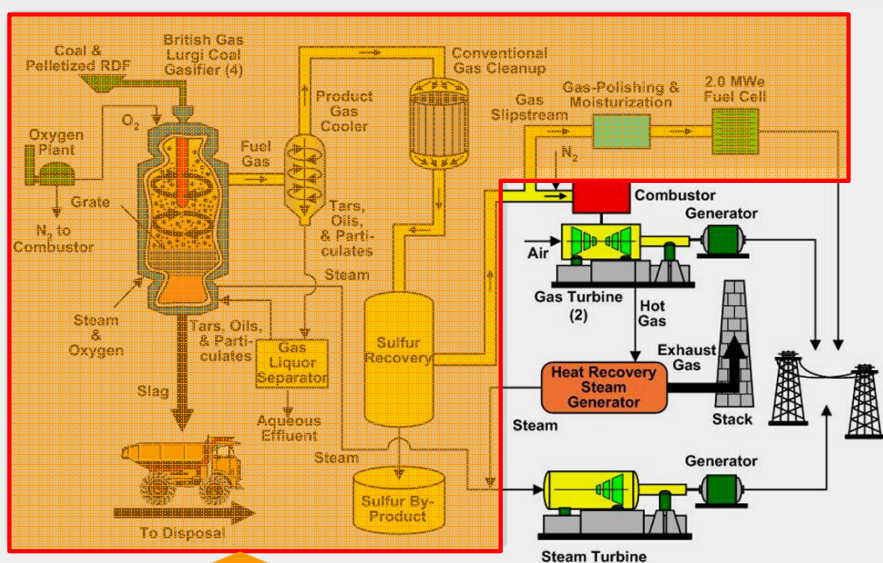 Coal &
Pelletized RDF
British Gas
Lurgi Coal
Gasifier (4)
Conventional
Gas Cleanup
Gas-Polishing &
Moisturization
2.0 MWe
Fuel Cell
Gas
Slipstream
Product
Gas
Cooler
O2
Oxygen
Plant
Fuel
Gas
N2
Grate
Combustor
Generator
N2 to
Combustor
Tars,
Oils,
& Parti-
culates
Air
Steam
Gas Turbine
(2)
Hot
Gas
Steam
&
Oxygen
Tars, Oils,
& Parti-
culates
Gas
Liquor
Separator
Sulfur
Recovery
Exhaust
Gas
Heat Recovery
Steam
Generator
Slag
Aqueous
Effluent
Steam
Stack
Steam
Generator
Sulfur By-
Product
To Disposal
Steam Turbine